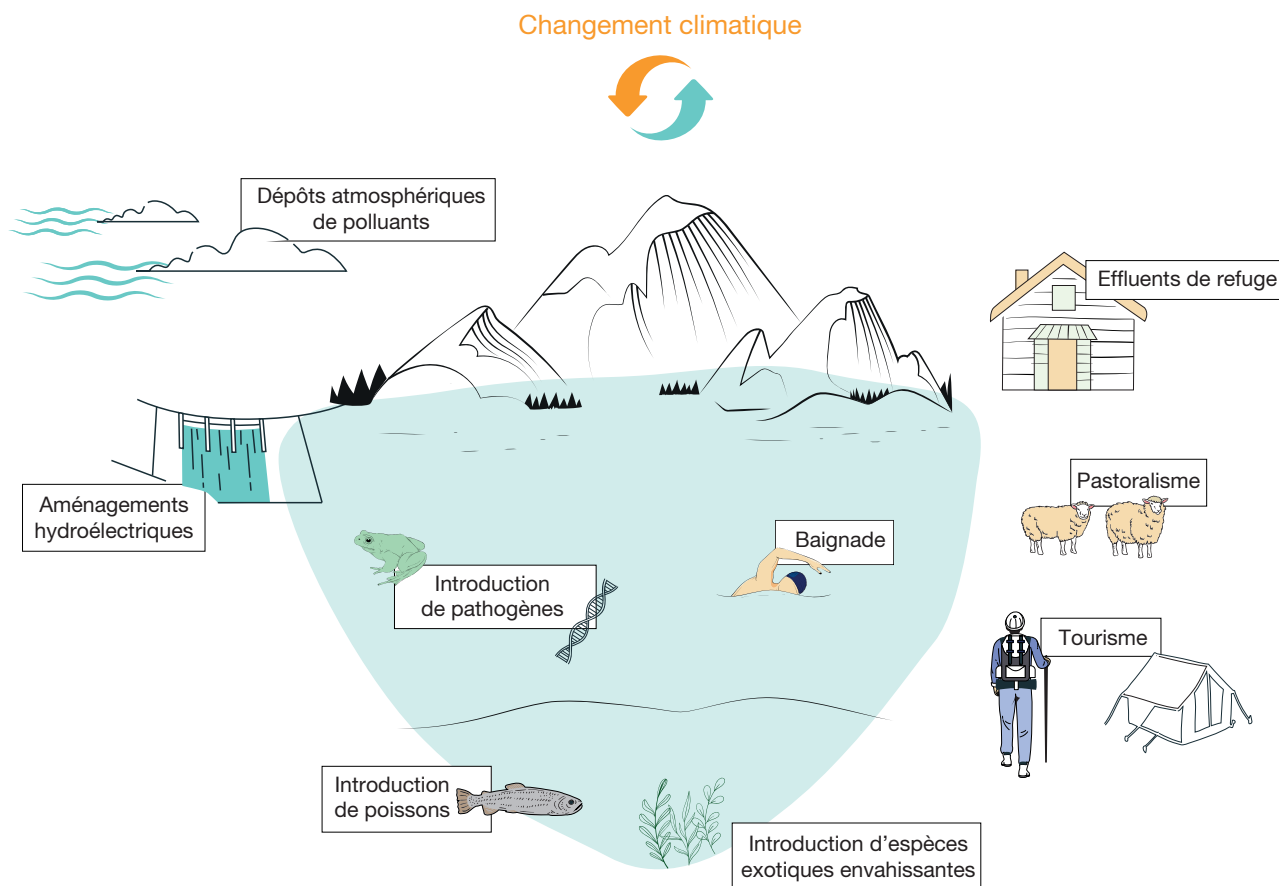 Changement climatique
Dépôts atmosphériques
de polluants
Effluents de refuge
Pastoralisme
Aménagements
hydroélectriques
Baignade
Introduction
de pathogènes
Tourisme
Introduction
de poissons
Introduction d’espèces
exotiques envahissantes